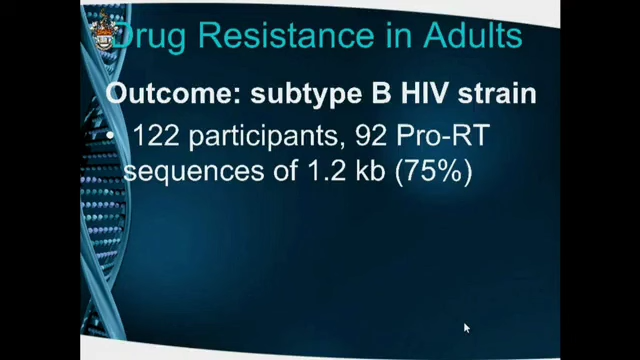 Drug Resistance in Adults
Outcome: subtype B HIV strain
• 122 participants, 92 Pro-RT
sequences of 1.2 kb (75%)